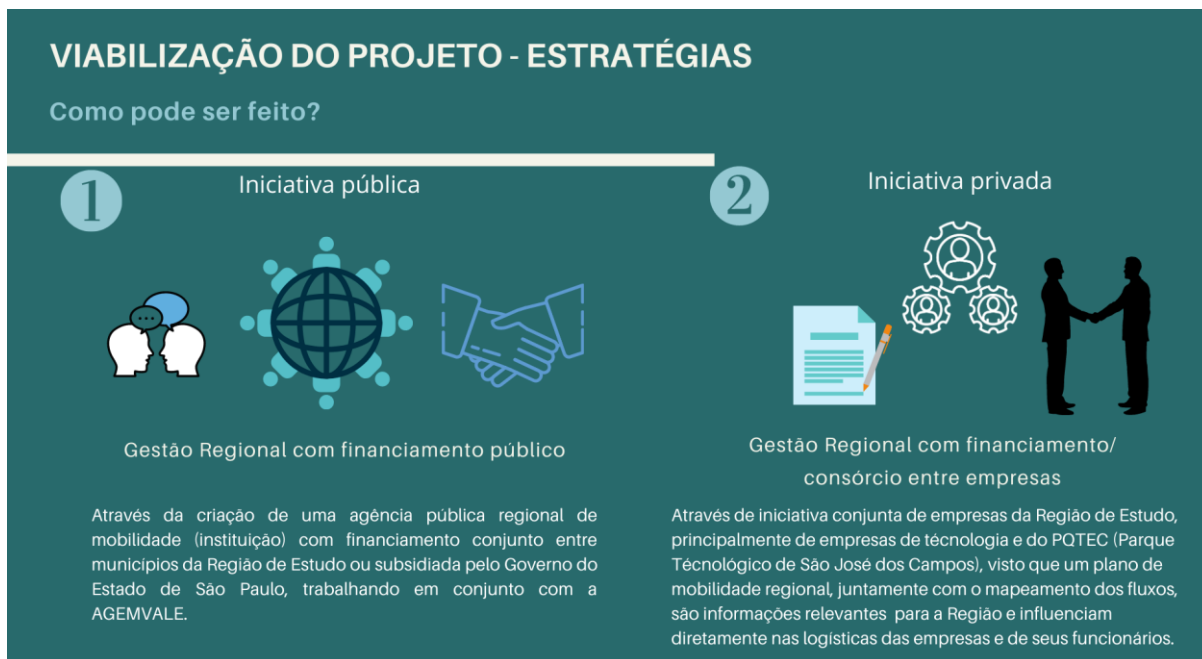 VIABILIZAÇÃO DO PROJETO - ESTRATÉGIAS
Como pode ser feito?
1
Iniciativa pública
Gestão Regional com financiamento público
Através da criação de uma agência pública regional de
mobilidade (instituição) com financiamento conjunto entre
municípios da Região de Estudo ou subsidiada pelo Governo do
Estado de São Paulo, trabalhando em conjunto com a
AGEMVALE.
2
Iniciativa privada
Gestão Regional com financiamento/
consórcio entre empresas
Através de iniciativa conjunta de empresas da Região de Estudo,
principalmente de empresas de técnologia e do PQTEC (Parque
Técnológico de São José dos Campos), visto que um plano de
mobilidade regional, juntamente com o mapeamento dos fluxos,
são informações relevantes para a Região e influenciam
diretamente nas logísticas das empresas e de seus funcionários.